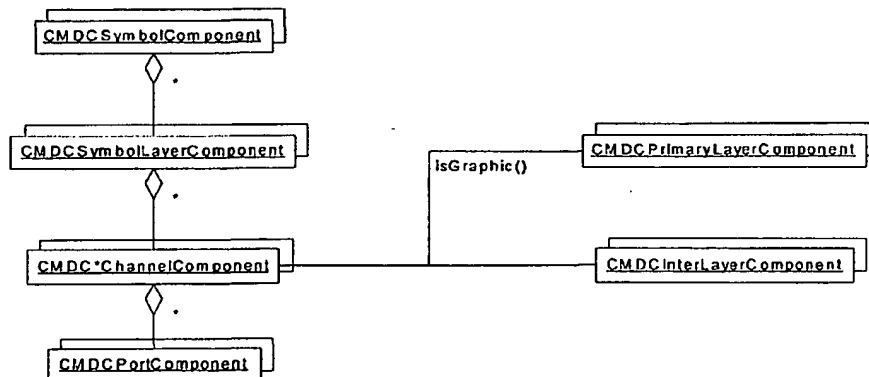 CMDCSymbolComponent
*
CMDCSymbolLayerComponent
isGraphic()
CMDCPrimaryLayerComponent
*
CMDC*ChannelComponent
CMDCInterLayerComponent
*
CMDCPortComponent